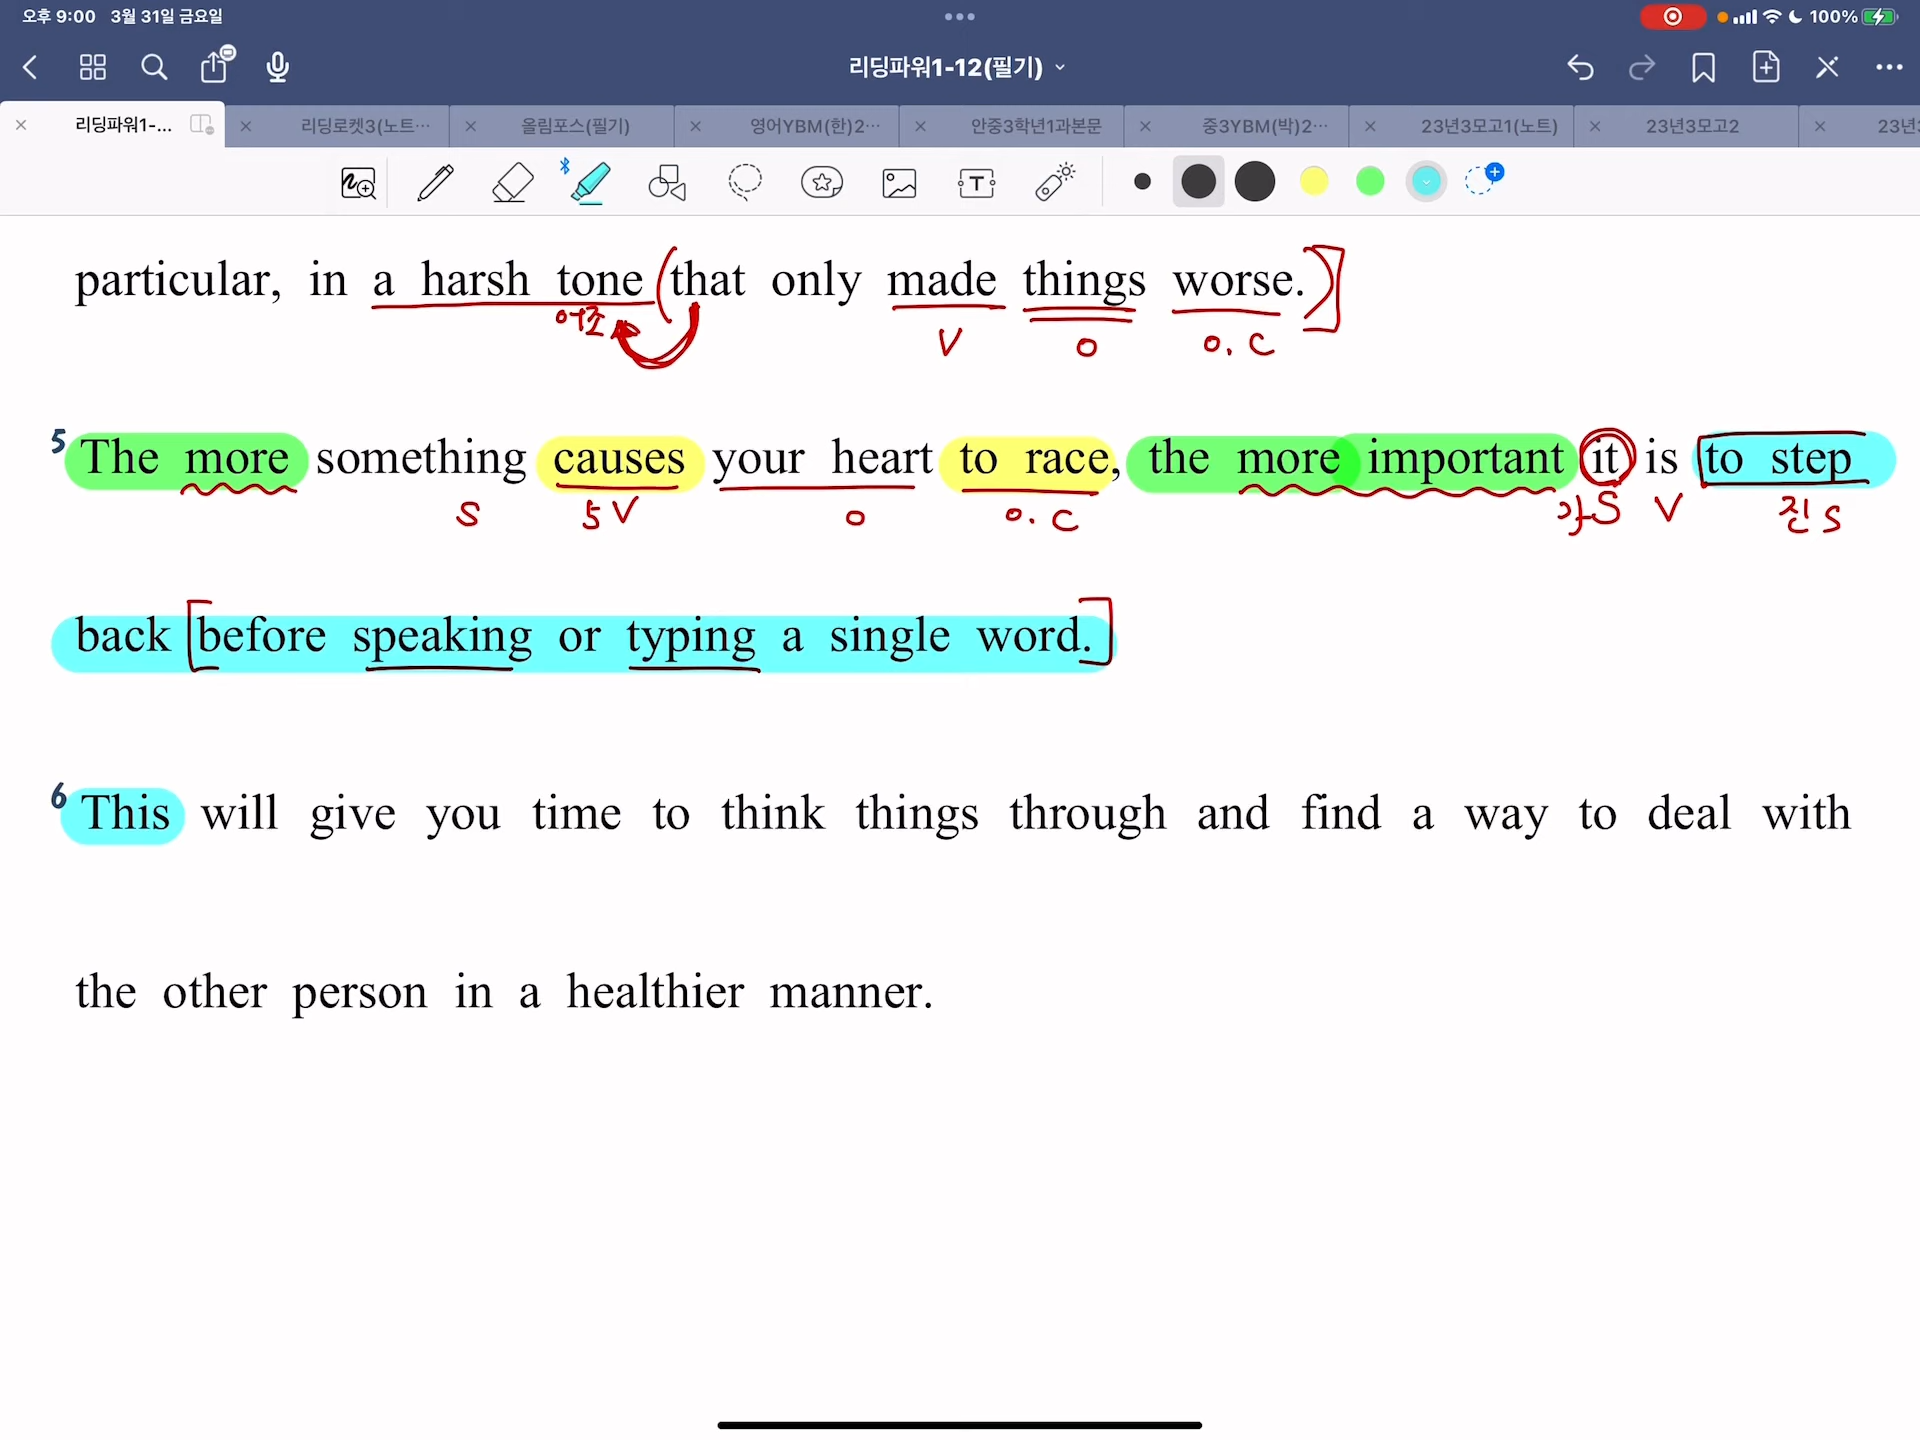 오후 9:00 3월 31일 금요일
100%
리딩파워1-12(필기)
리딩파워1-...
리딩로켓3(노트…
올림포스(필기)
영어YBM(한)2…
안중3학년1과본문
중3YBM(박)2…
23년3모고1(노트)
23년3모고2
23년
particular, in a harsh tone (that only made things worse.)]
어조 V O O. C
5 The more something causes your heart to race, the more important it is to step
S 5V O O. C 가S V 진S
back [before speaking or typing a single word.]
6 This will give you time to think things through and find a way to deal with
the other person in a healthier manner.